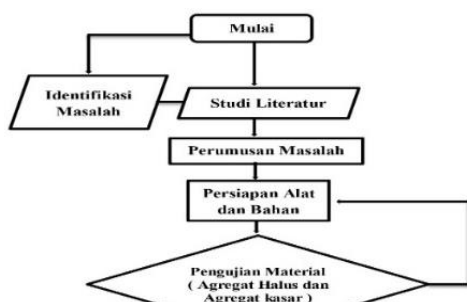 Mulai
Identifikasi
Masalah
Studi Literatur
Perumusan Masalah
Persiapan Alat
dan Bahan
Pengujian Material
( Agregat Halus dan
Agregat kasar )